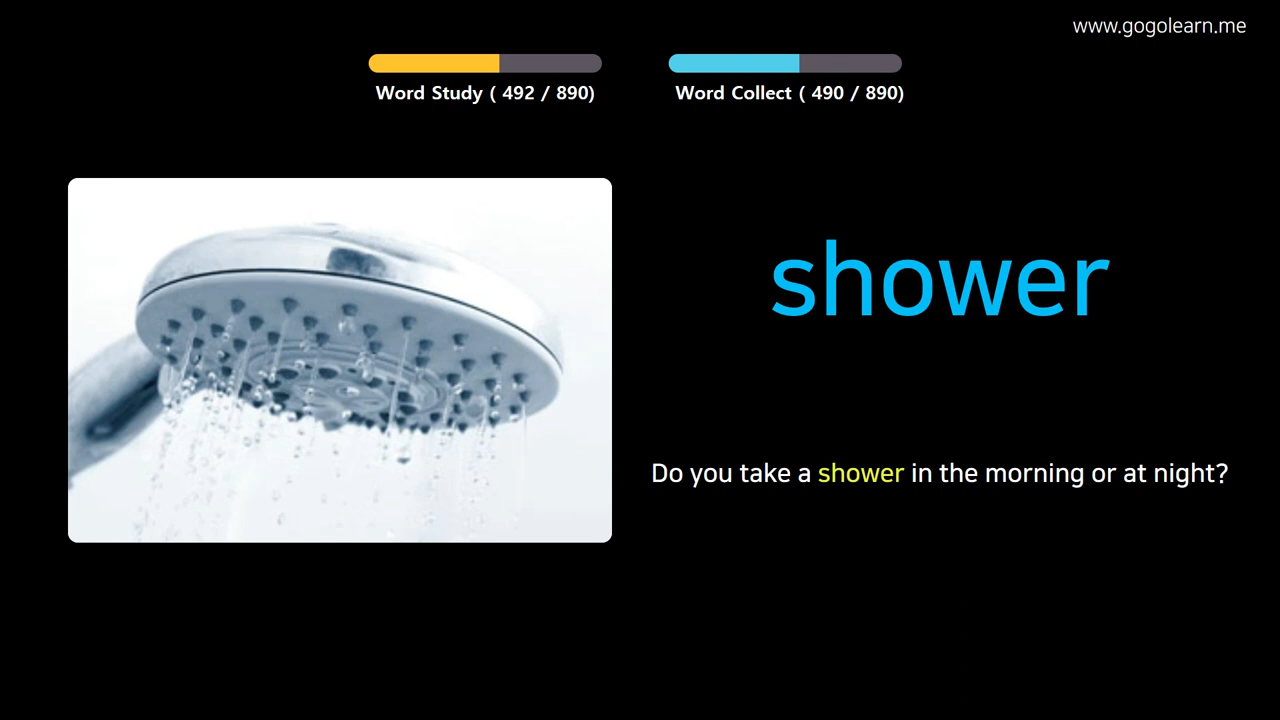 www.gogolearn.me
Word Study ( 492 / 890)
Word Collect ( 490 / 890)
shower
Do you take a shower in the morning or at night?